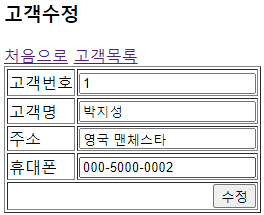 고객수정
처음으로 고객목록
고객번호 1
고객명 박지성
주소 영국 맨체스타
휴대폰 000-5000-0002
수정